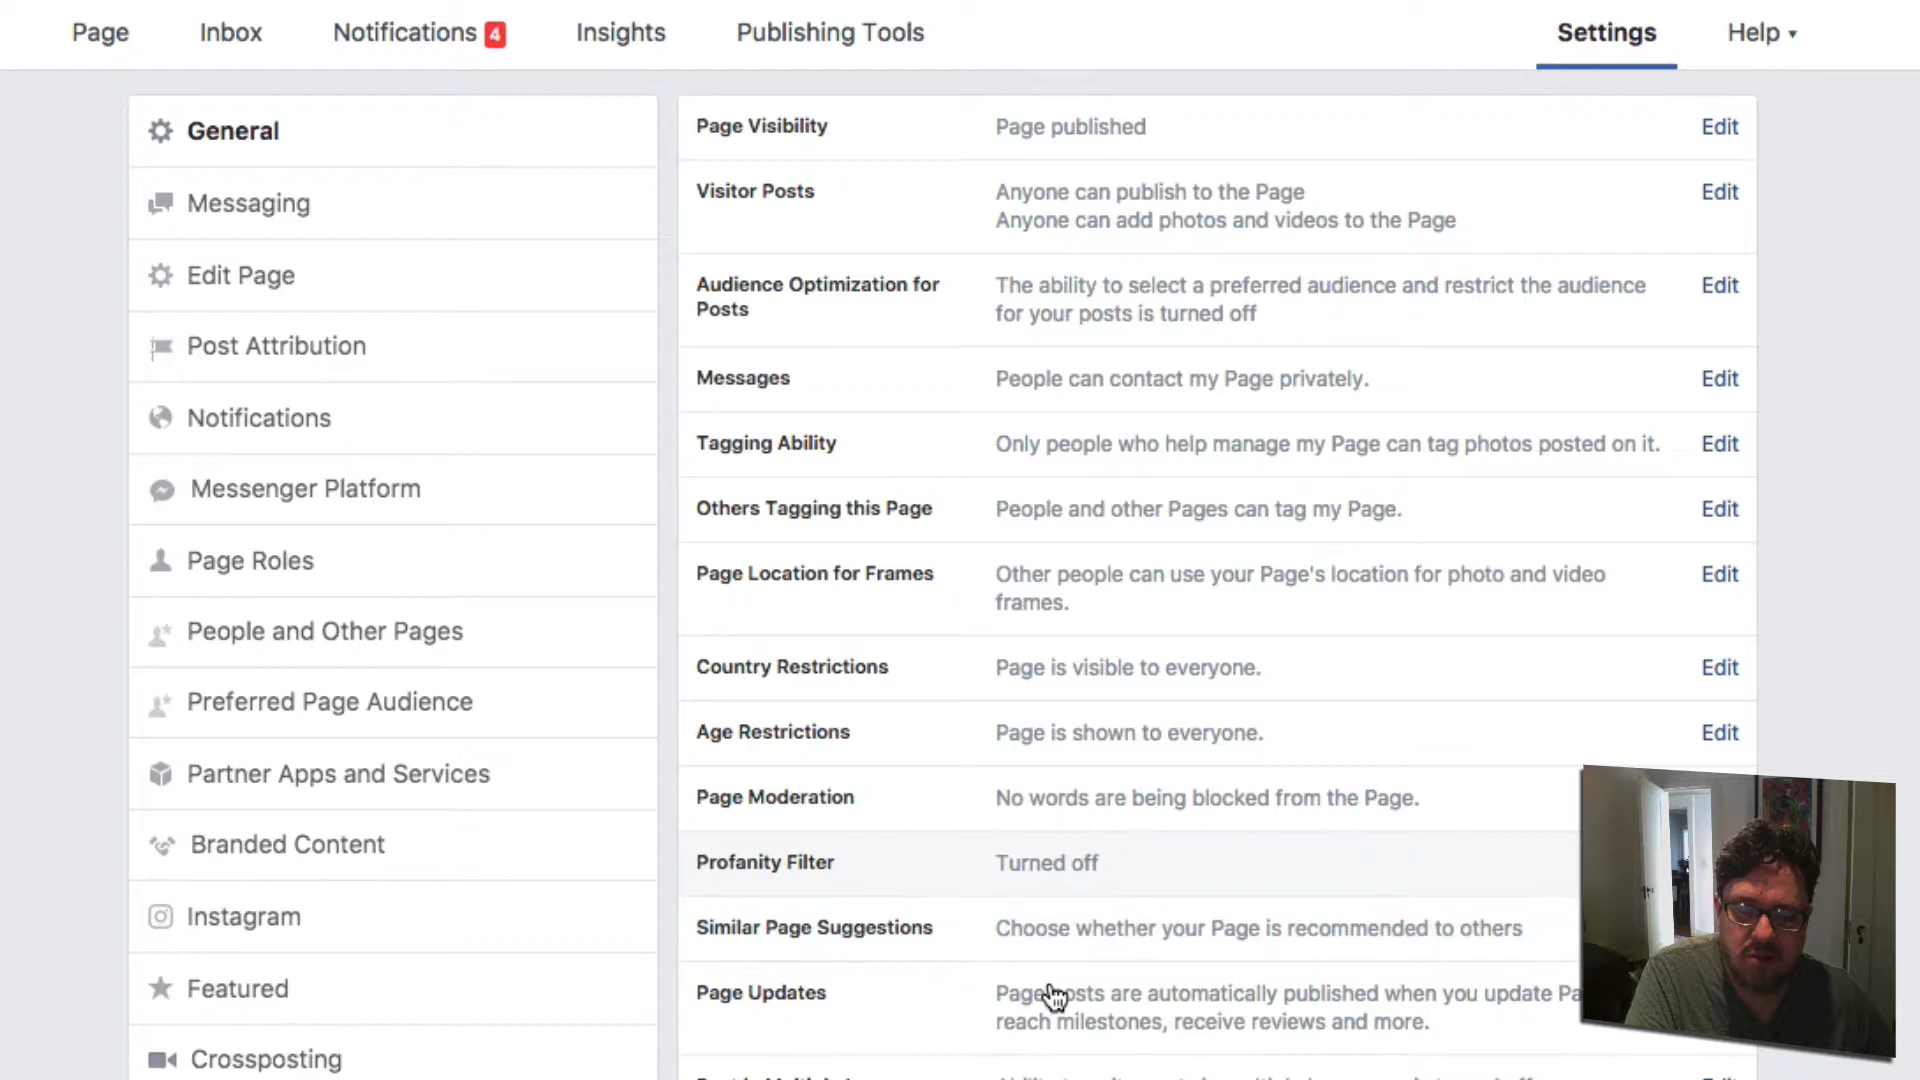 Page Inbox Notifications 4 Insights Publishing Tools Settings Help
General
Messaging
Edit Page
Post Attribution
Notifications
Messenger Platform
Page Roles
People and Other Pages
Preferred Page Audience
Partner Apps and Services
Branded Content
Instagram
Featured
Crossposting
Page Visibility Page published Edit
Visitor Posts Anyone can publish to the Page Edit
Anyone can add photos and videos to the Page
Audience Optimization for The ability to select a preferred audience and restrict the audience Edit
Posts for your posts is turned off
Messages People can contact my Page privately. Edit
Tagging Ability Only people who help manage my Page can tag photos posted on it. Edit
Others Tagging this Page People and other Pages can tag my Page. Edit
Page Location for Frames Other people can use your Page's location for photo and video Edit
frames.
Country Restrictions Page is visible to everyone. Edit
Age Restrictions Page is shown to everyone. Edit
Page Moderation No words are being blocked from the Page.
Profanity Filter Turned off
Similar Page Suggestions Choose whether your Page is recommended to others
Page Updates Page posts are automatically published when you update
reach milestones, receive reviews and more.